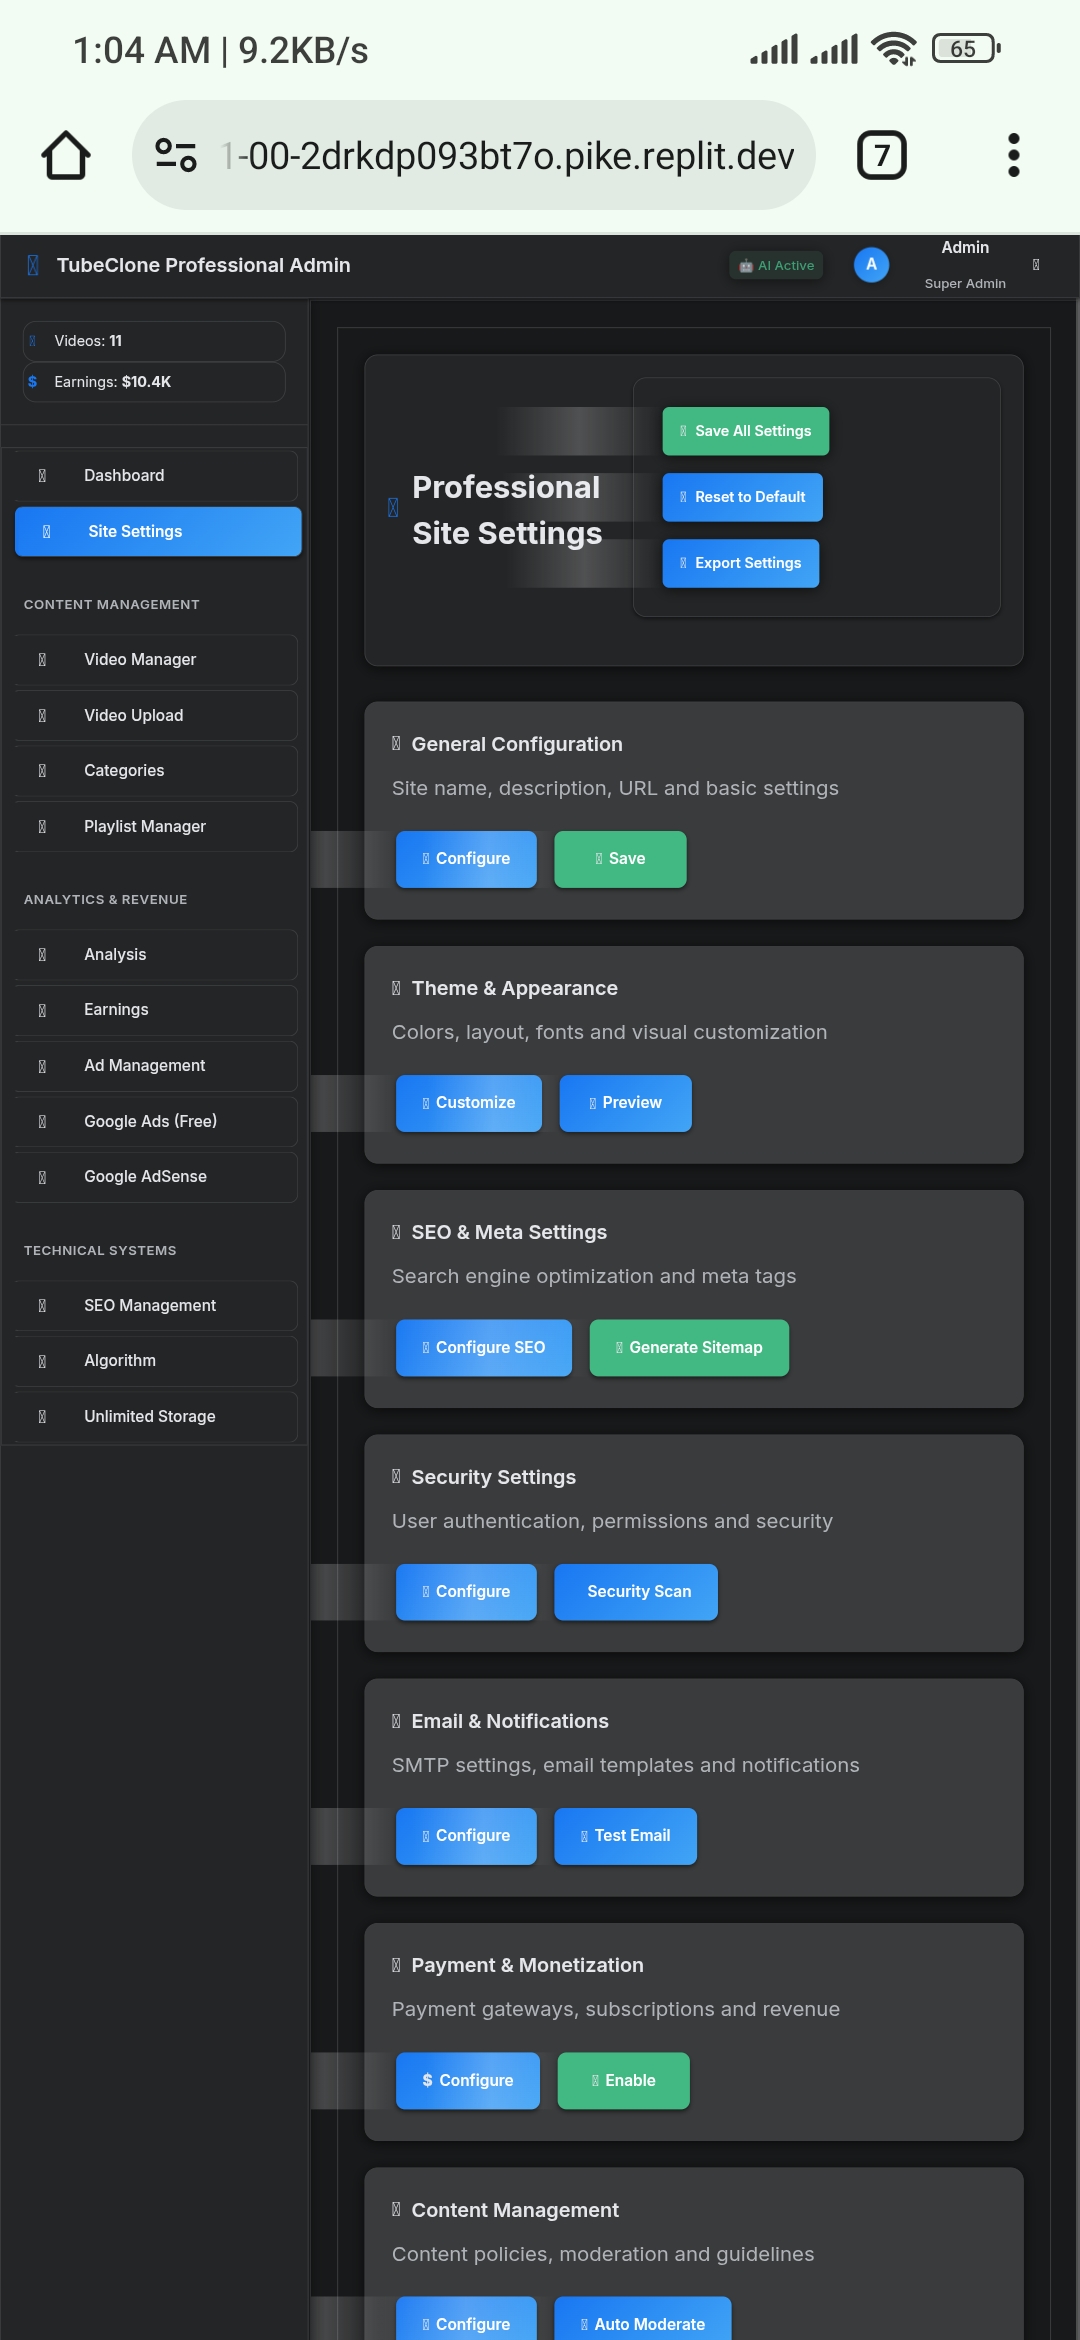 1:04 AM | 9.2KB/s
65
1-00-2drkdp093bt7o.pike.replit.dev
7
TubeClone Professional Admin
🤖 AI Active
A
Admin
Super Admin
Videos: 11
$ Earnings: $10.4K
Dashboard
Site Settings
CONTENT MANAGEMENT
Video Manager
Video Upload
Categories
Playlist Manager
ANALYTICS & REVENUE
Analysis
Earnings
Ad Management
Google Ads (Free)
Google AdSense
TECHNICAL SYSTEMS
SEO Management
Algorithm
Unlimited Storage
Professional
Site Settings
Save All Settings
Reset to Default
Export Settings
General Configuration
Site name, description, URL and basic settings
Configure
Save
Theme & Appearance
Colors, layout, fonts and visual customization
Customize
Preview
SEO & Meta Settings
Search engine optimization and meta tags
Configure SEO
Generate Sitemap
Security Settings
User authentication, permissions and security
Configure
Security Scan
Email & Notifications
SMTP settings, email templates and notifications
Configure
Test Email
Payment & Monetization
Payment gateways, subscriptions and revenue
$ Configure
Enable
Content Management
Content policies, moderation and guidelines
Configure
Auto Moderate